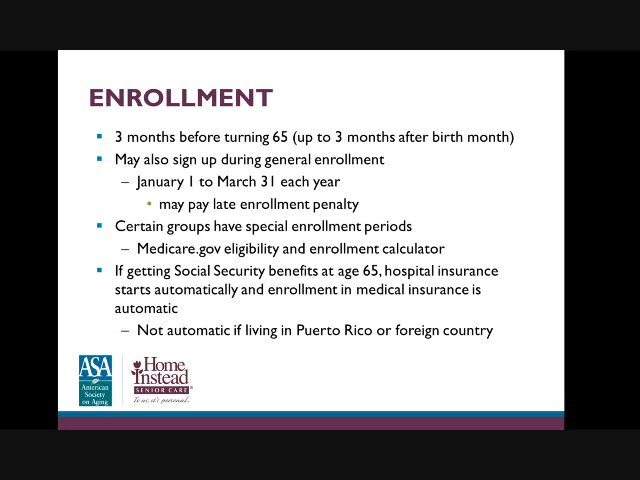 ENROLLMENT
▪ 3 months before turning 65 (up to 3 months after birth month)
▪ May also sign up during general enrollment
– January 1 to March 31 each year
• may pay late enrollment penalty
▪ Certain groups have special enrollment periods
– Medicare.gov eligibility and enrollment calculator
▪ If getting Social Security benefits at age 65, hospital insurance
starts automatically and enrollment in medical insurance is
automatic
– Not automatic if living in Puerto Rico or foreign country
ASA
American
Society
on Aging
Home
Instead
SENIOR CARE
To us, it's personal.